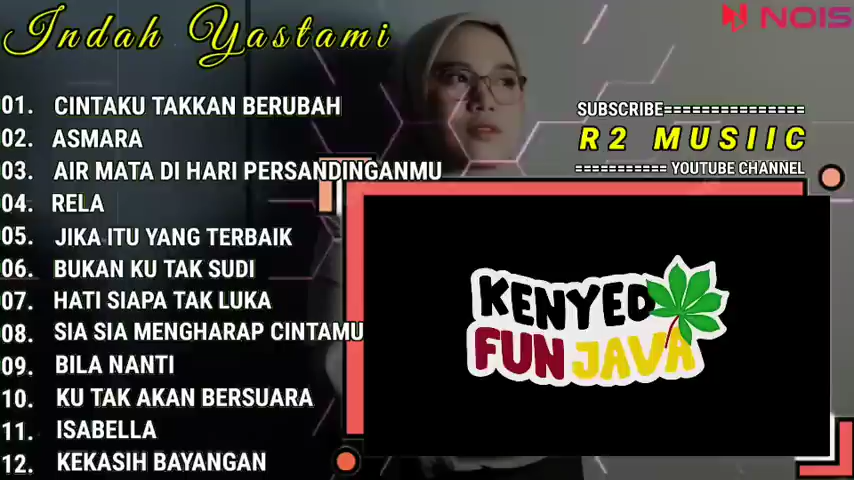 Indah Yastami
NOIS
01. CINTAKU TAKKAN BERUBAH
02. ASMARA
03. AIR MATA DI HARI PERSANDINGANMU
04. RELA
05. JIKA ITU YANG TERBAIK
06. BUKAN KU TAK SUDI
07. HATI SIAPA TAK LUKA
08. SIA SIA MENGHARAP CINTAMU
09. BILA NANTI
10. KU TAK AKAN BERSUARA
11. ISABELLA
12. KEKASIH BAYANGAN
SUBSCRIBE===============
R2 MUSIIC
=========== YOUTUBE CHANNEL
KENYED
FUN JAVA